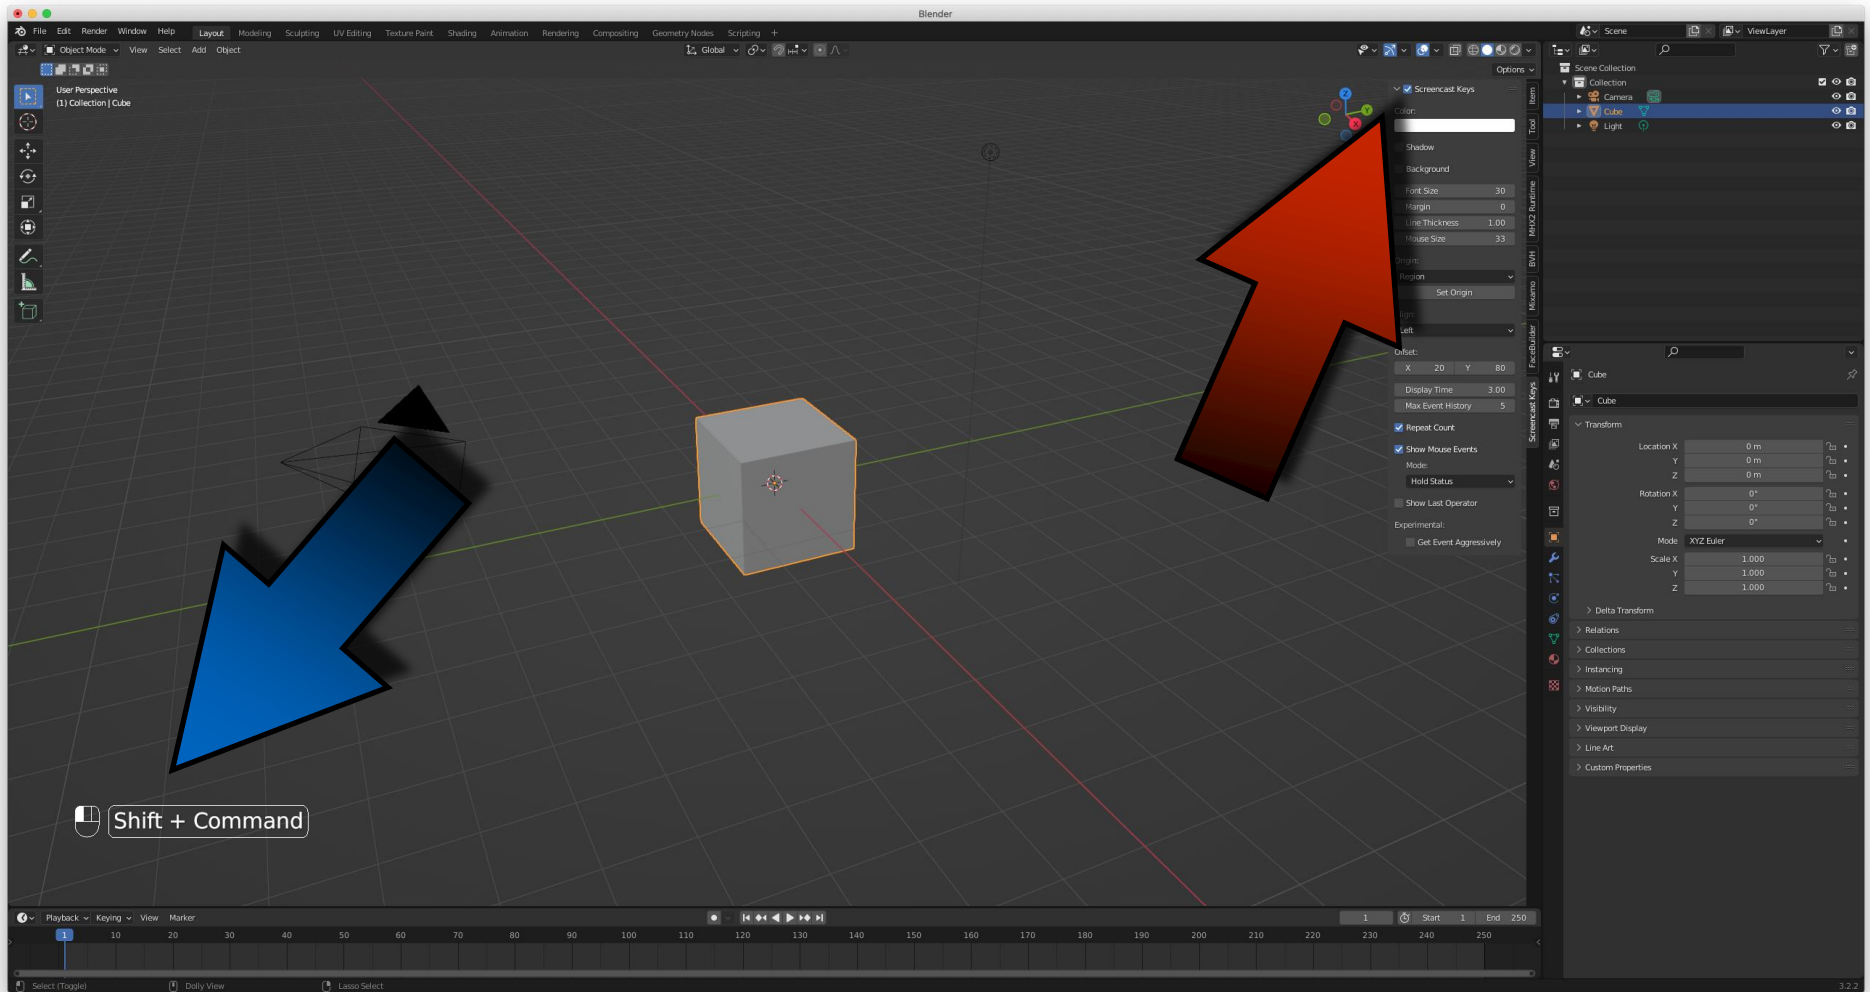 Blender
File Edit Render Window Help Layout Modeling Sculpting UV Editing Texture Paint Shading Animation Rendering Compositing Geometry Nodes Scripting + Scene ViewLayer
Object Mode View Select Add Object Global
Options
User Perspective
(1) Collection | Cube
Z
Y
X
Screencast Keys
Color:
Shadow
Background
Font Size 30
Margin 0
Line Thickness 1.00
Mouse Size 33
Origin:
Region
Set Origin
Align:
Left
Offset:
X 20 Y 80
Display Time 3.00
Max Event History 5
Repeat Count
Show Mouse Events
Mode:
Hold Status
Show Last Operator
Experimental:
Get Event Aggressively
Item
Tool
View
MHX2 Runtime
BVH
Mixamo
FaceBuilder
Screencast Keys
Scene Collection
Collection
Camera
Cube
Light
Cube
Cube
Transform
Location X 0 m
Y 0 m
Z 0 m
Rotation X 0°
Y 0°
Z 0°
Mode XYZ Euler
Scale X 1.000
Y 1.000
Z 1.000
Delta Transform
Relations
Collections
Instancing
Motion Paths
Visibility
Viewport Display
Line Art
Custom Properties
Shift + Command
Playback Keying View Marker 1 Start 1 End 250
1 10 20 30 40 50 60 70 80 90 100 110 120 130 140 150 160 170 180 190 200 210 220 230 240 250
Select (Toggle) Dolly View Lasso Select 3.2.2